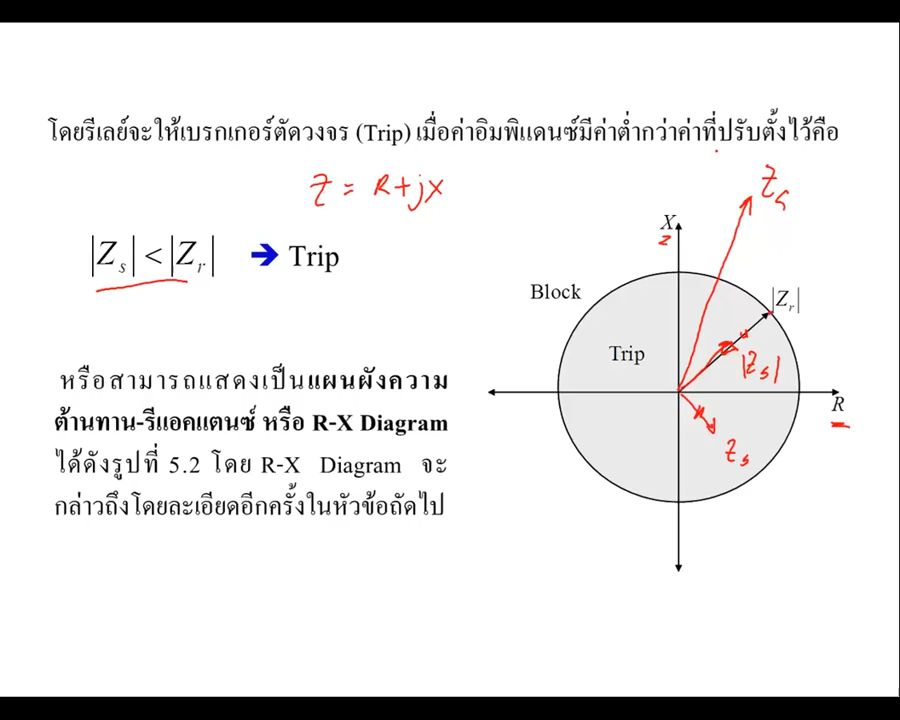 โดยรีเลย์จะให้เบรกเกอร์ตัดวงจร (Trip) เมื่อค่าอิมพิแดนซ์มีค่าต่ำกว่าค่าที่ปรับตั้งไว้คือ
Z = R+jX
Zs
X
|Zs| < |Zr| ➔ Trip
Block
|Zr|
Trip
|Zs|
R
Zs
หรือสามารถแสดงเป็นแผนผังความ
ต้านทาน-รีแอคแตนซ์ หรือ R-X Diagram
ได้ดังรูปที่ 5.2 โดย R-X Diagram จะ
กล่าวถึงโดยละเอียดอีกครั้งในหัวข้อถัดไป